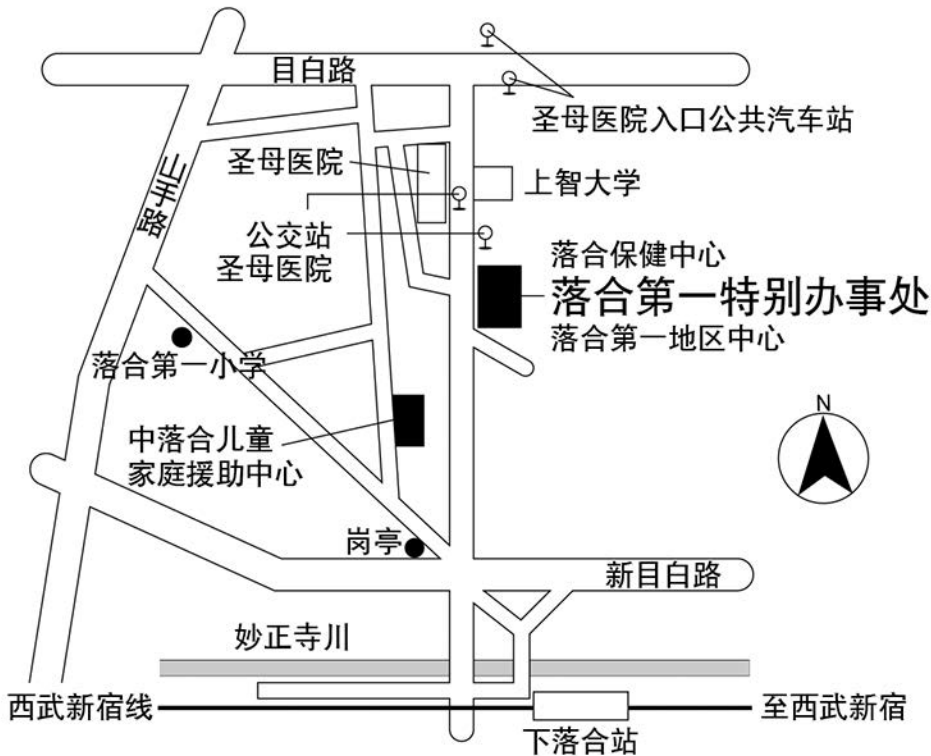 目白路
圣母医院入口公共汽车站
山手路
圣母医院
上智大学
公交站
圣母医院
落合保健中心
落合第一特别办事处
落合第一地区中心
落合第一小学
N
中落合儿童
家庭援助中心
岗亭
新目白路
妙正寺川
西武新宿线
至西武新宿
下落合站